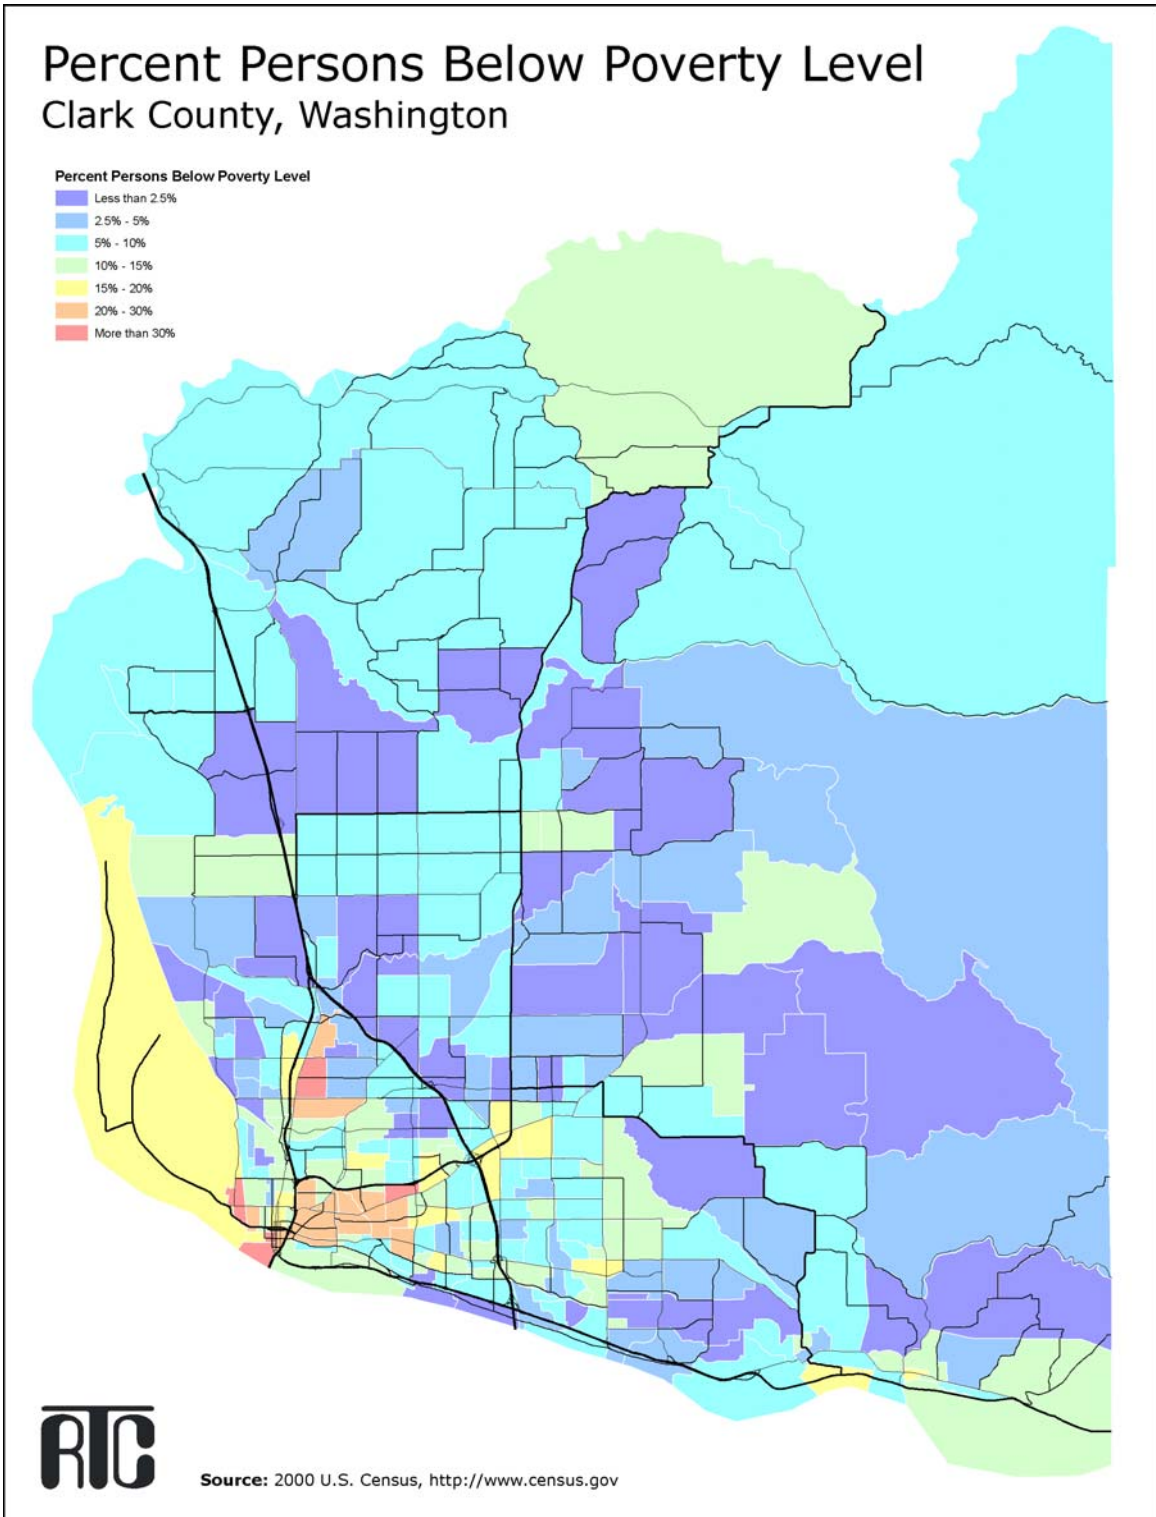 Percent Persons Below Poverty Level
Clark County, Washington
Percent Persons Below Poverty Level
Less than 2.5%
2.5% - 5%
5% - 10%
10% - 15%
15% - 20%
20% - 30%
More than 30%
RTC
Source: 2000 U.S. Census, http://www.census.gov